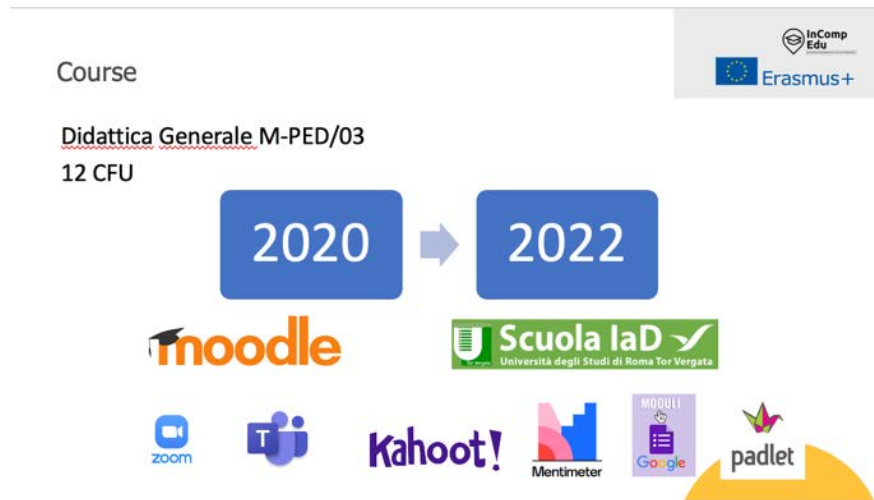 InComp
Edu
Erasmus+
Course
Didattica Generale M-PED/03
12 CFU
2020
2022
moodle
Scuola IaD
Università degli Studi di Roma Tor Vergata
zoom
T
Kahoot!
Mentimeter
MODULI
Google
padlet